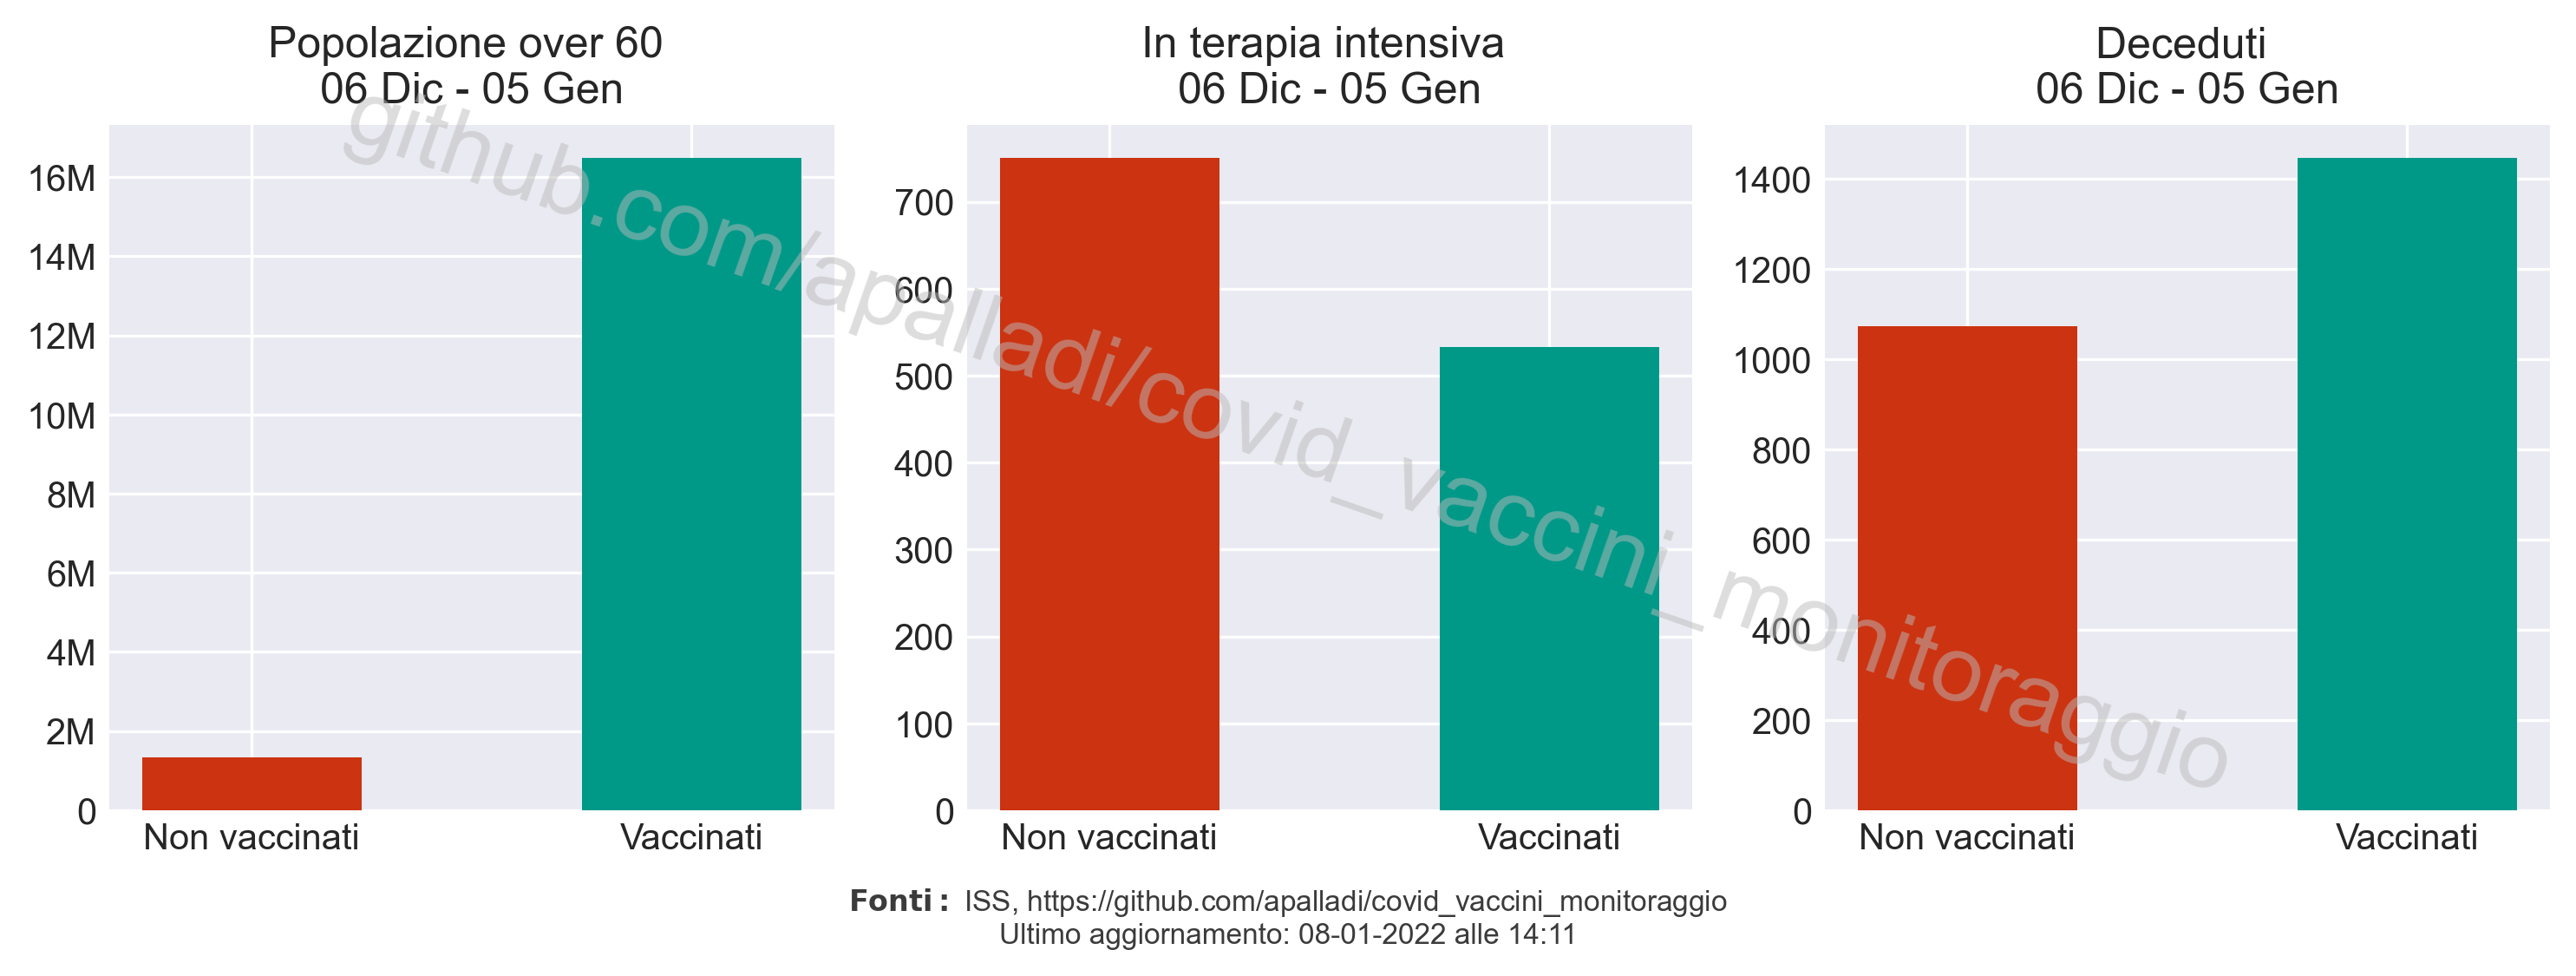 Popolazione over 60
06 Dic - 05 Gen
16M
14M
12M
10M
8M
6M
4M
2M
0
Non vaccinati
Vaccinati
In terapia intensiva
06 Dic - 05 Gen
700
600
500
400
300
200
100
0
Non vaccinati
Vaccinati
Deceduti
06 Dic - 05 Gen
1400
1200
1000
800
600
400
200
0
Non vaccinati
Vaccinati
github.com/apalladi/covid_vaccini_monitoraggio
Fonti: ISS, https://github.com/apalladi/covid_vaccini_monitoraggio
Ultimo aggiornamento: 08-01-2022 alle 14:11